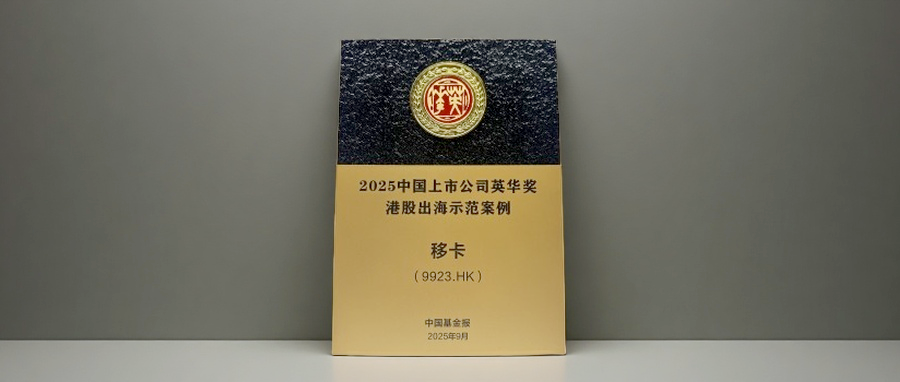 2025中国上市公司英华奖
港股出海示范案例
移卡
(9923.HK)
中国基金报
2025年9月